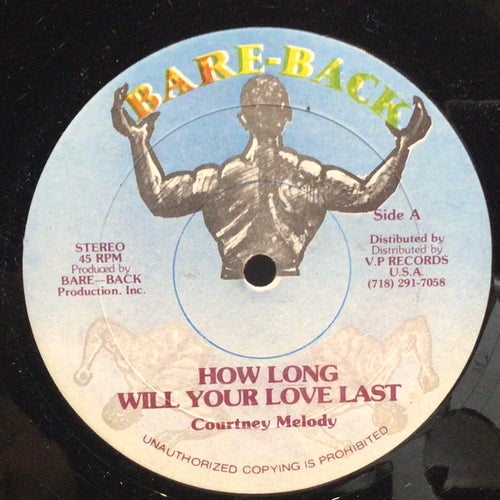 BARE-BACK
Side A
STEREO
45 RPM
Produced by
BARE—BACK
Production. Inc.
Distributed by
Distributed by
V.P RECORDS
U.S.A.
(718) 291-7058
HOW LONG
WILL YOUR LOVE LAST
Courtney Melody
UNAUTHORIZED COPYING IS PROHIBITED